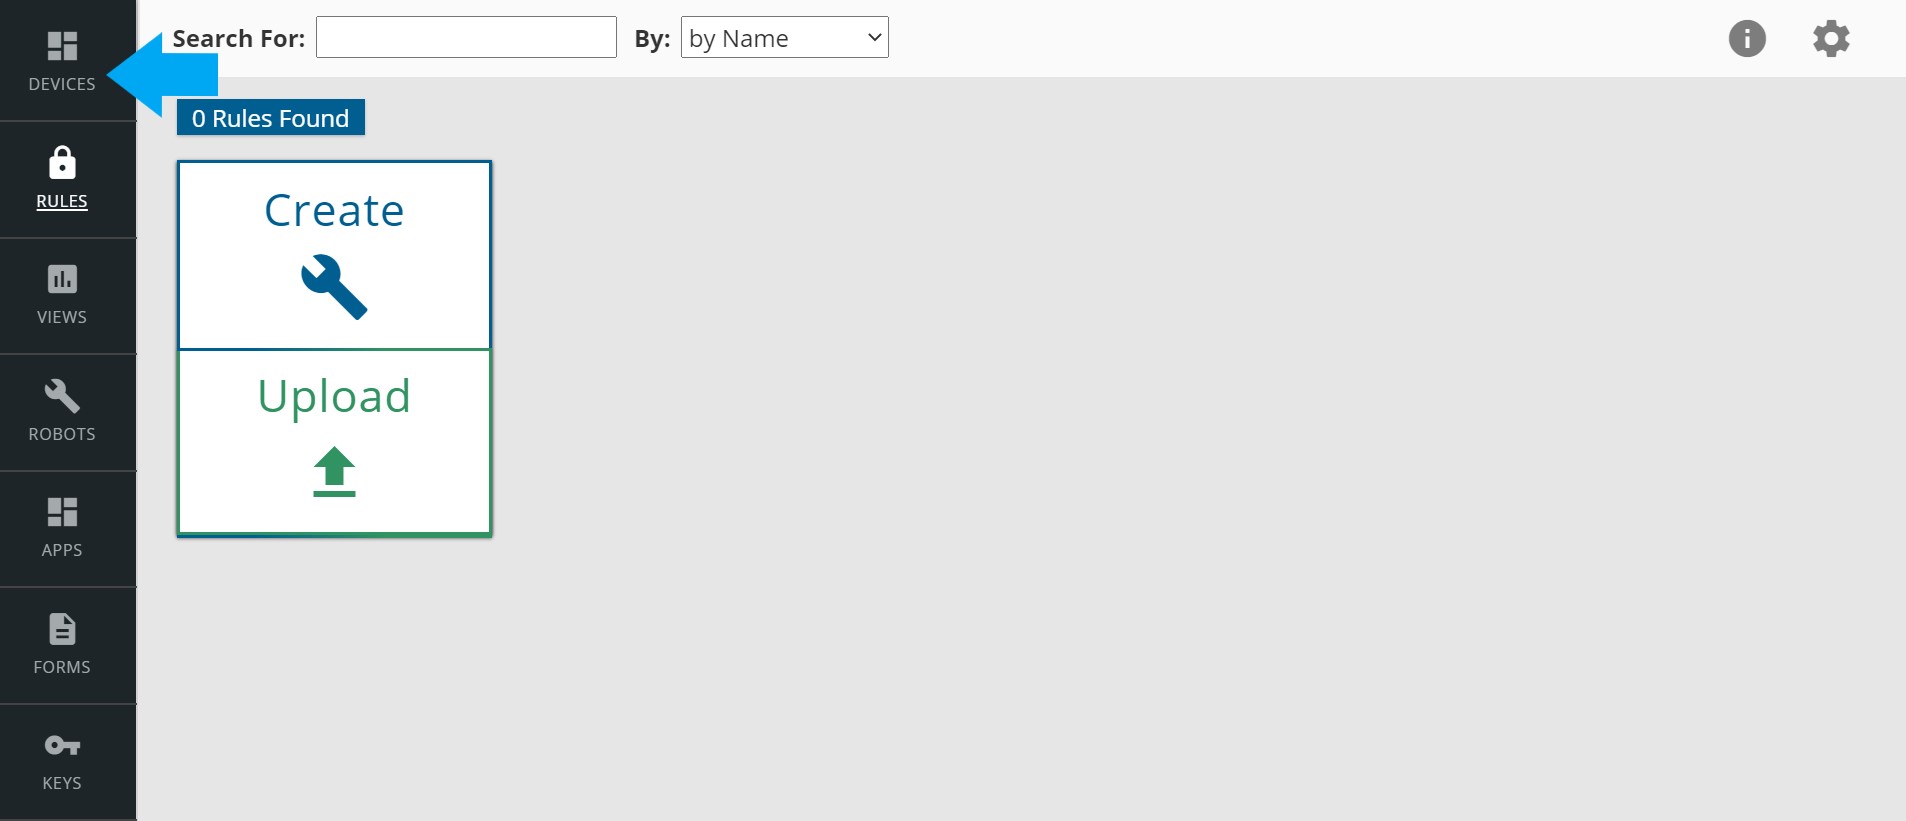 DEVICES
RULES
VIEWS
ROBOTS
APPS
FORMS
KEYS
Search For: By: by Name
0 Rules Found
Create
Upload